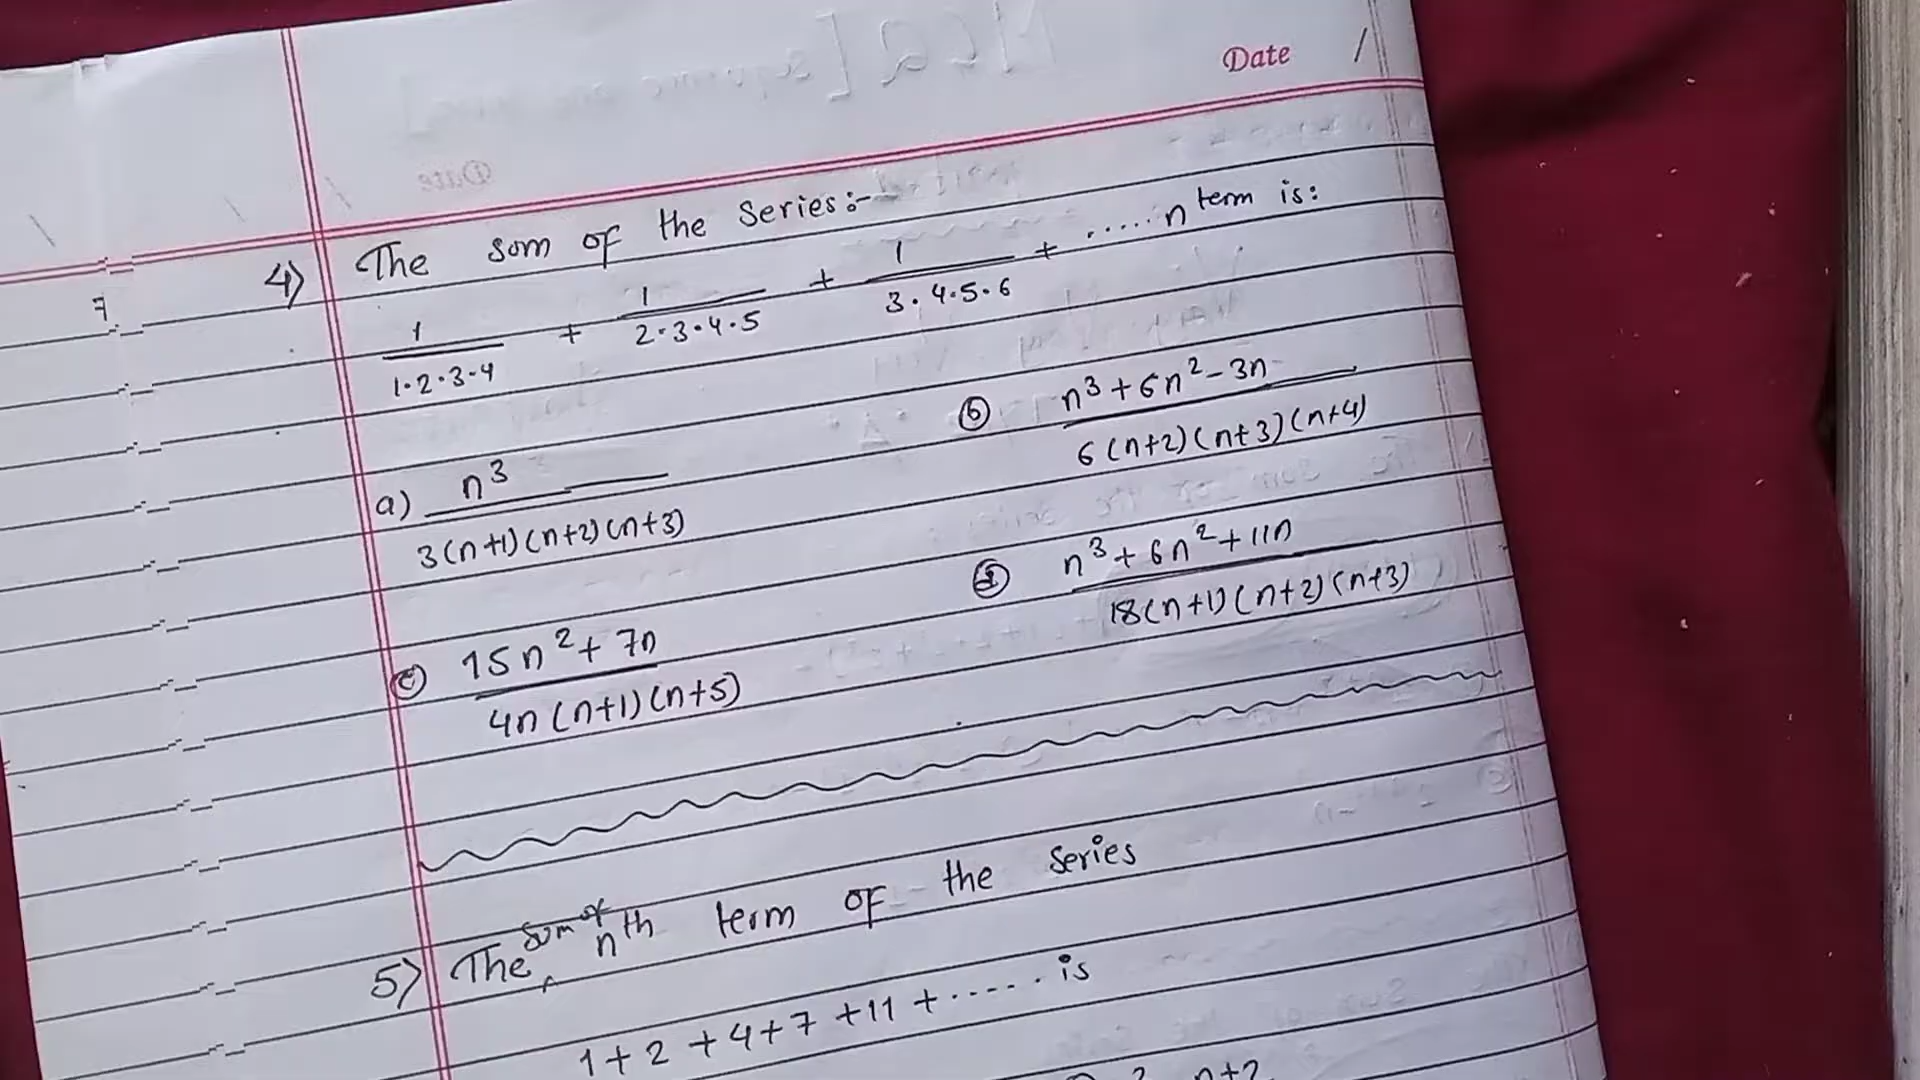 Date /
4) The som of the Series:-
1/1·2·3·4 + 1/2·3·4·5 + 1/3·4·5·6 + ..... n term is:
a) n³/3(n+1)(n+2)(n+3)
ⓑ n³+6n²-3n/6(n+2)(n+3)(n+4)
ⓒ 15n²+7n/4n(n+1)(n+5)
ⓓ n³+6n²+11n/18(n+1)(n+2)(n+3)
5) The sum of nth term of the series
1+2+4+7+11+..... is
n+2